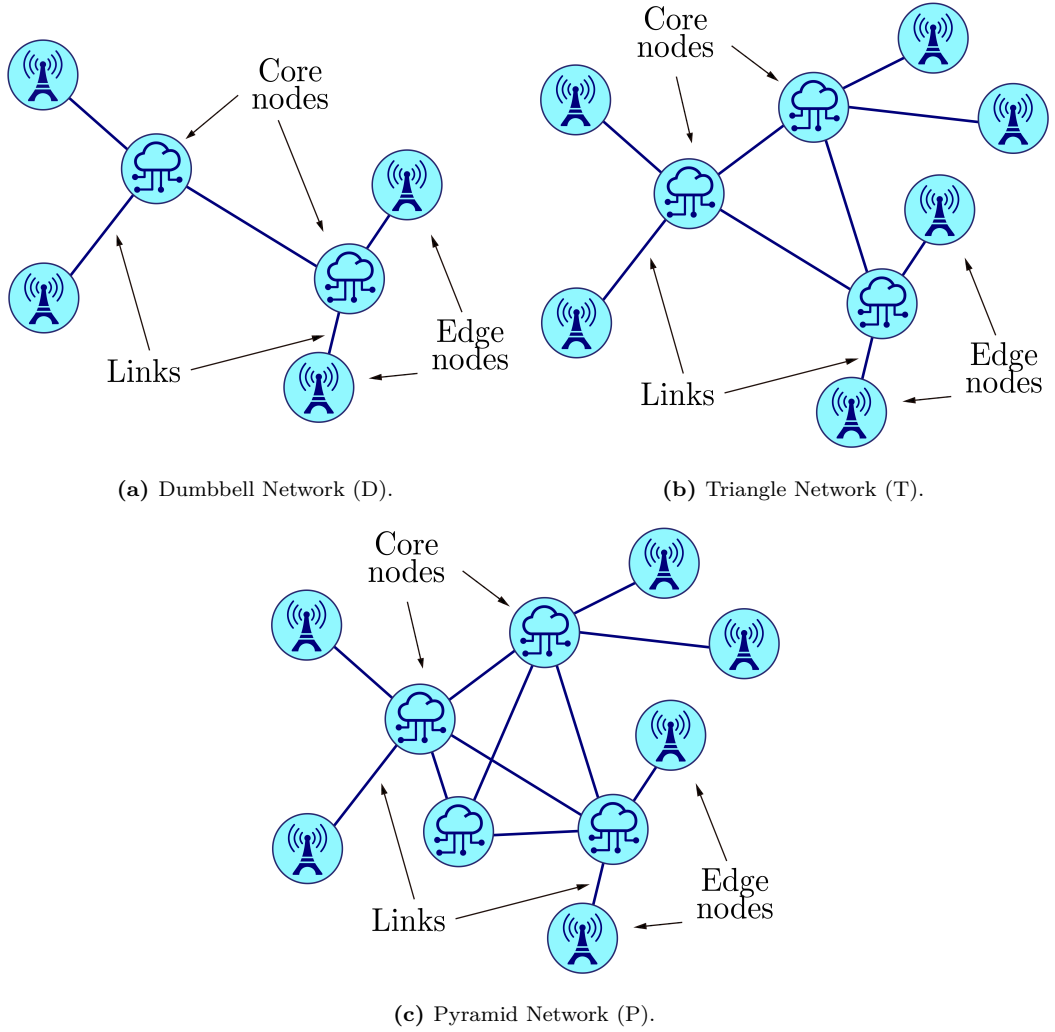 Core
nodes
Links
Edge
nodes
(a) Dumbbell Network (D).
Core
nodes
Links
Edge
nodes
(b) Triangle Network (T).
Core
nodes
Links
Edge
nodes
(c) Pyramid Network (P).